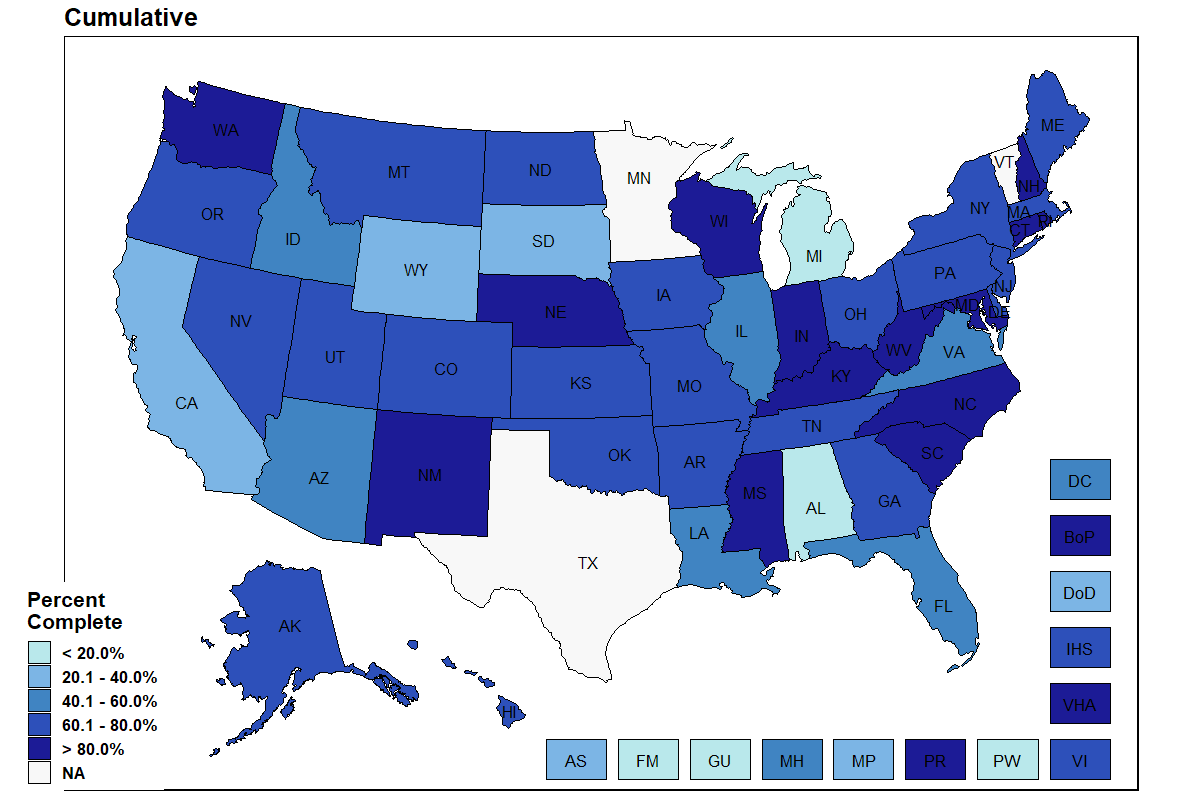 Cumulative
WA
MT
ND
MN
ME
VT
NH
OR
ID
SD
WI
NY
MA
CT
RI
WY
MI
IA
PA
NJ
NV
NE
IL
IN
OH
MD
DE
UT
CO
KS
MO
KY
WV
VA
CA
AZ
NM
OK
AR
TN
NC
SC
MS
AL
GA
LA
TX
FL
AK
HI
DC
BoP
DoD
IHS
VHA
AS
FM
GU
MH
MP
PR
PW
VI
Percent
Complete
< 20.0%
20.1 - 40.0%
40.1 - 60.0%
60.1 - 80.0%
> 80.0%
NA